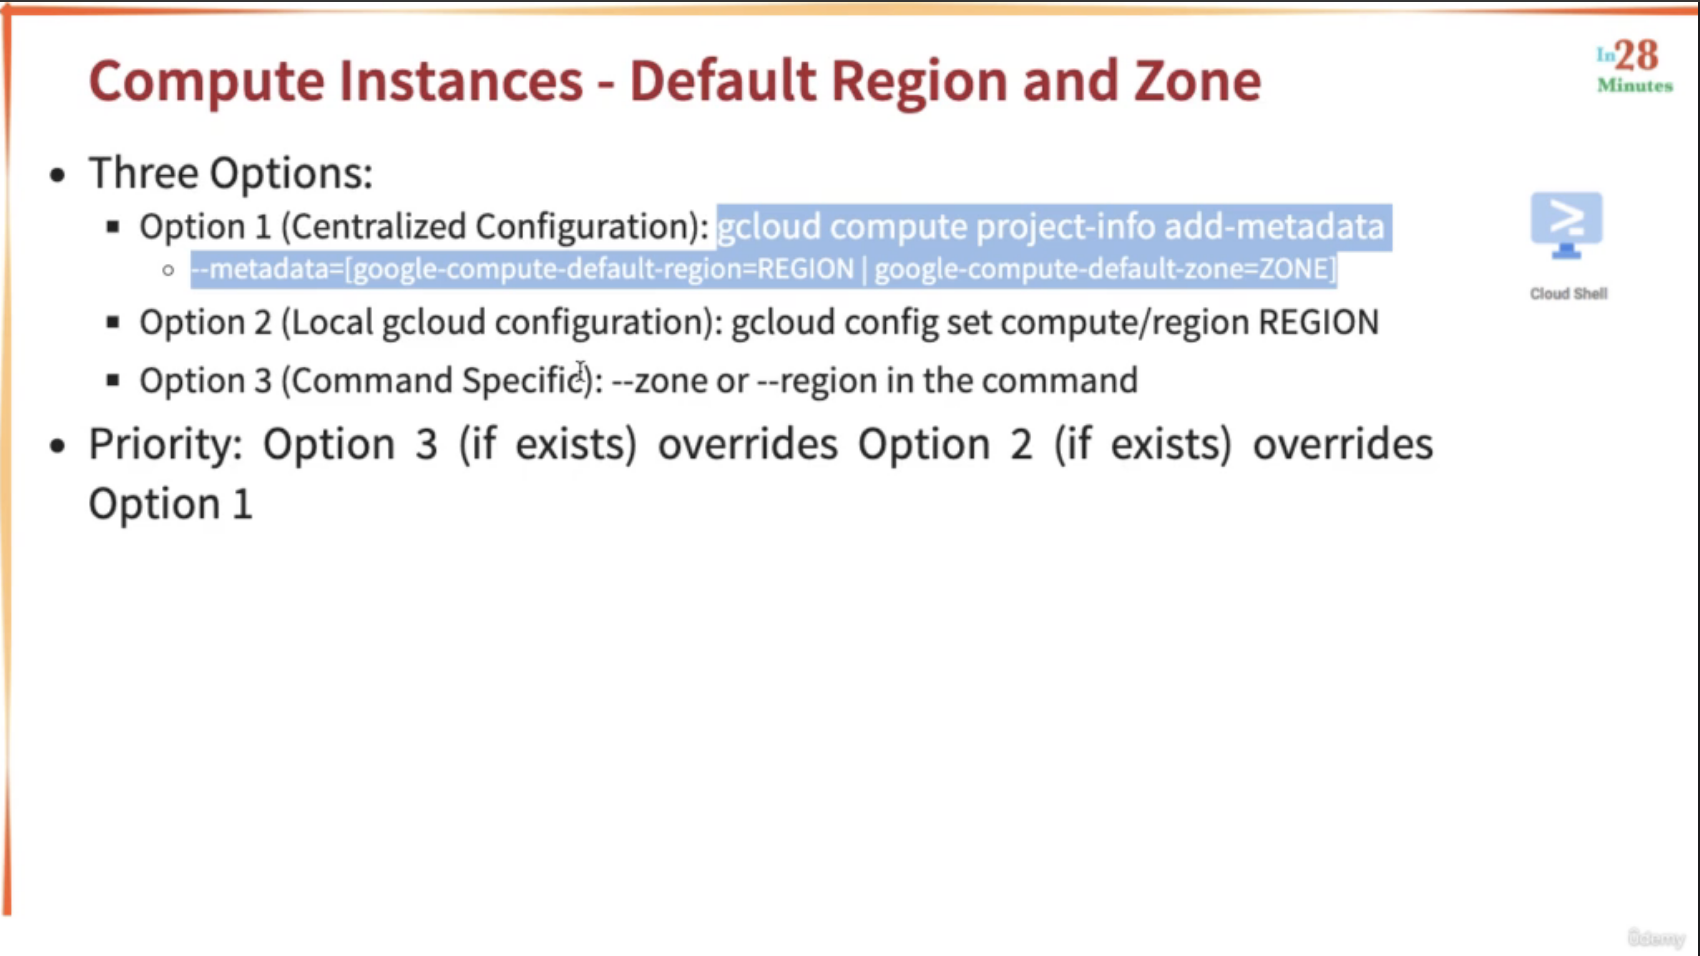 Compute Instances - Default Region and Zone
In28
Minutes
• Three Options:
▪ Option 1 (Centralized Configuration): gcloud compute project-info add-metadata
○ --metadata=[google-compute-default-region=REGION | google-compute-default-zone=ZONE]
▪ Option 2 (Local gcloud configuration): gcloud config set compute/region REGION
▪ Option 3 (Command Specific): --zone or --region in the command
Cloud Shell
• Priority: Option 3 (if exists) overrides Option 2 (if exists) overrides
Option 1
ûdemy